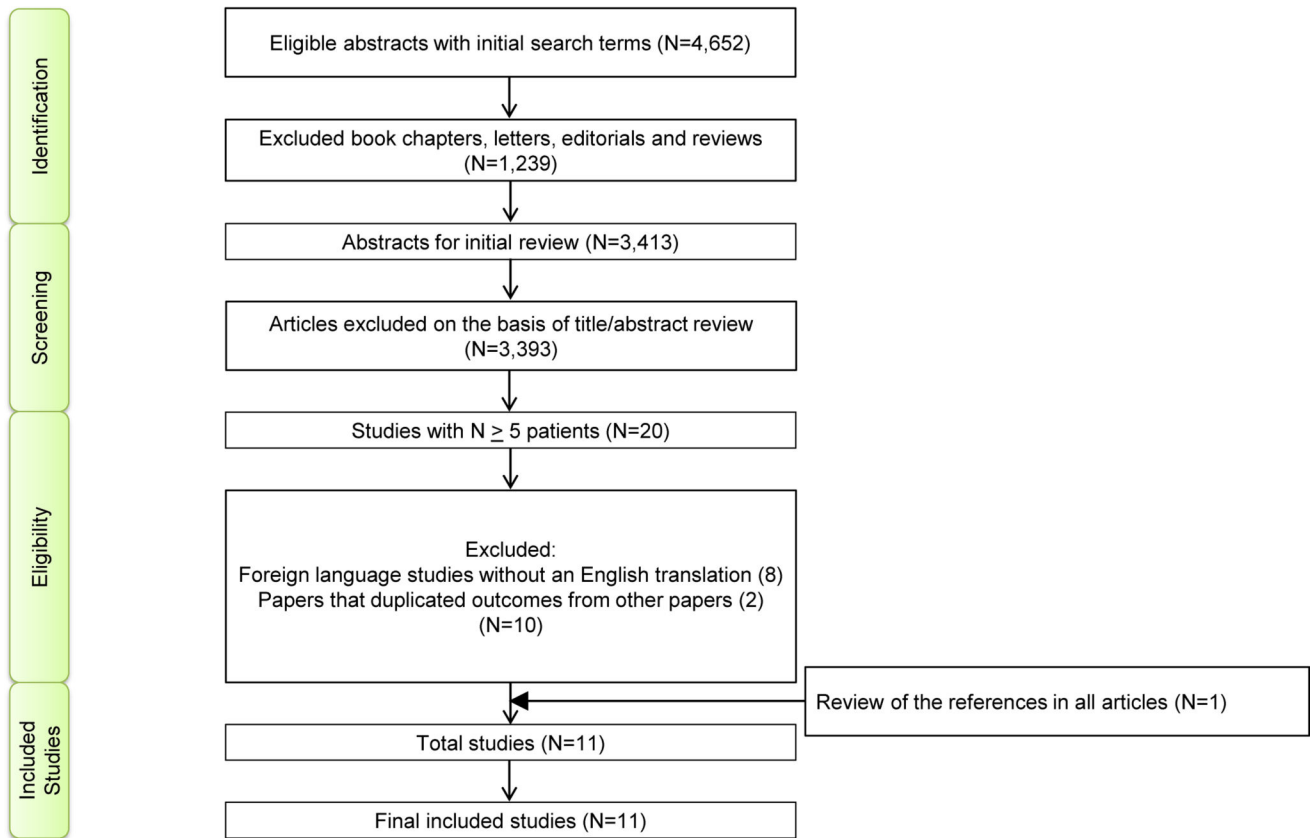 Identification
Eligible abstracts with initial search terms (N=4,652)
Excluded book chapters, letters, editorials and reviews
(N=1,239)
Screening
Abstracts for initial review (N=3,413)
Articles excluded on the basis of title/abstract review
(N=3,393)
Eligibility
Studies with N ≥ 5 patients (N=20)
Excluded:
Foreign language studies without an English translation (8)
Papers that duplicated outcomes from other papers (2)
(N=10)
Included
Studies
Review of the references in all articles (N=1)
Total studies (N=11)
Final included studies (N=11)